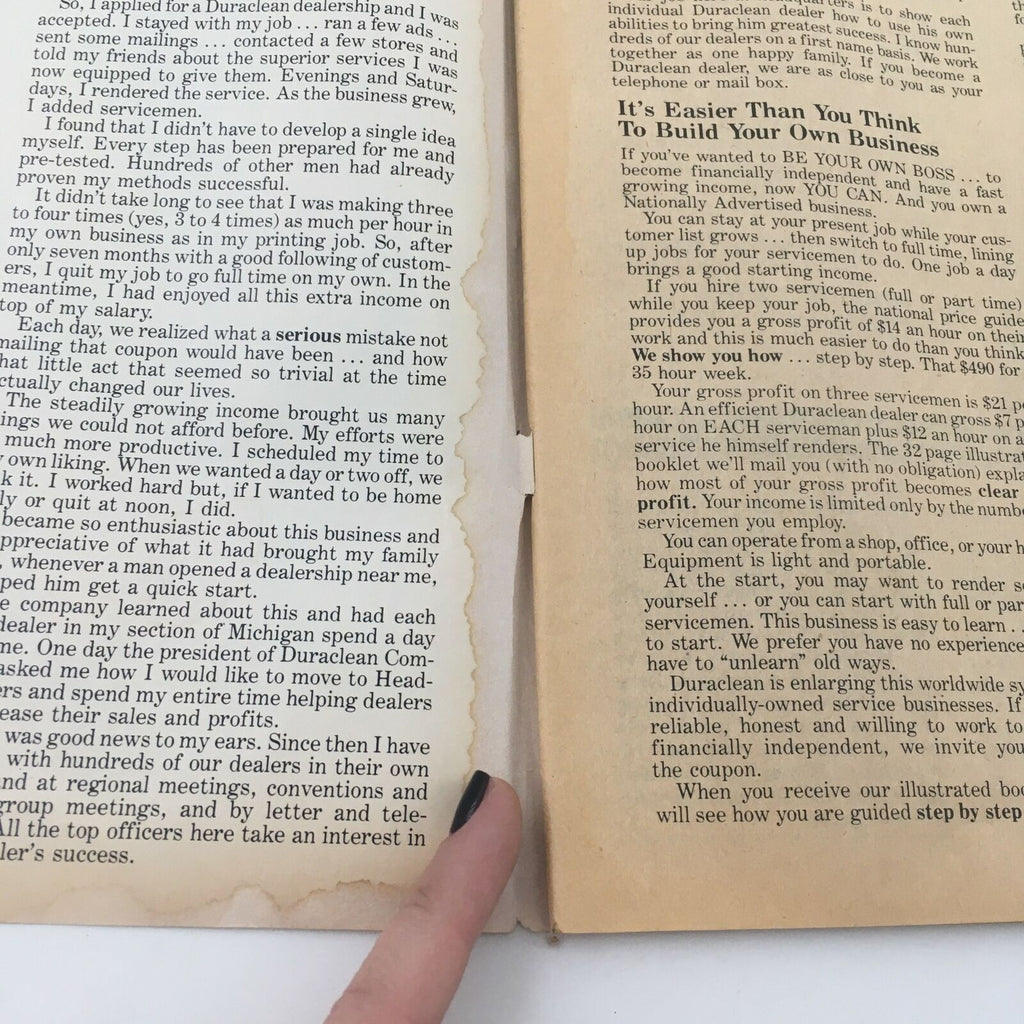 So, I applied for a Duraclean dealership and I was
accepted. I stayed with my job ... ran a few ads ...
sent some mailings ... contacted a few stores and
told my friends about the superior services I was
now equipped to give them. Evenings and Satur-
days, I rendered the service. As the business grew,
I added servicemen.
I found that I didn't have to develop a single idea
myself. Every step has been prepared for me and
pre-tested. Hundreds of other men had already
proven my methods successful.
It didn't take long to see that I was making three
to four times (yes, 3 to 4 times) as much per hour in
my own business as in my printing job. So, after
only seven months with a good following of custom-
ers, I quit my job to go full time on my own. In the
meantime, I had enjoyed all this extra income on
top of my salary.
Each day, we realized what a serious mistake not
mailing that coupon would have been ... and how
hat little act that seemed so trivial at the time
ctually changed our lives.
The steadily growing income brought us many
ings we could not afford before. My efforts were
much more productive. I scheduled my time to
own liking. When we wanted a day or two off, we
k it. I worked hard but, if I wanted to be home
ly or quit at noon, I did.
became so enthusiastic about this business and
ppreciative of what it had brought my family
, whenever a man opened a dealership near me,
ped him get a quick start.
e company learned about this and had each
dealer in my section of Michigan spend a day
me. One day the president of Duraclean Com-
asked me how I would like to move to Head-
ers and spend my entire time helping dealers
ease their sales and profits.
was good news to my ears. Since then I have
with hundreds of our dealers in their own
nd at regional meetings, conventions and
group meetings, and by letter and tele-
All the top officers here take an interest in
ler's success.
is to show each
individual Duraclean dealer how to use his own
abilities to bring him greatest success. I know hun-
dreds of our dealers on a first name basis. We work
together as one happy family. If you become a
Duraclean dealer, we are as close to you as your
telephone or mail box.
It's Easier Than You Think
To Build Your Own Business
If you've wanted to BE YOUR OWN BOSS ... to
become financially independent and have a fast
growing income, now YOU CAN. And you own a
Nationally Advertised business.
You can stay at your present job while your cus-
tomer list grows ... then switch to full time, lining
up jobs for your servicemen to do. One job a day
brings a good starting income.
If you hire two servicemen (full or part time)
while you keep your job, the national price guide
provides you a gross profit of $14 an hour on their
work and this is much easier to do than you think
We show you how ... step by step. That $490 for
35 hour week.
Your gross profit on three servicemen is $21 p
hour. An efficient Duraclean dealer can gross $7 p
hour on EACH serviceman plus $12 an hour on a
service he himself renders. The 32 page illustrat
booklet we'll mail you (with no obligation) expla
how most of your gross profit becomes clear
profit. Your income is limited only by the numb
servicemen you employ.
You can operate from a shop, office, or your h
Equipment is light and portable.
At the start, you may want to render s
yourself ... or you can start with full or par
servicemen. This business is easy to learn ..
to start. We prefer you have no experience
have to "unlearn" old ways.
Duraclean is enlarging this worldwide sy
individually-owned service businesses. If
reliable, honest and willing to work to
financially independent, we invite you
the coupon.
When you receive our illustrated boo
will see how you are guided step by step